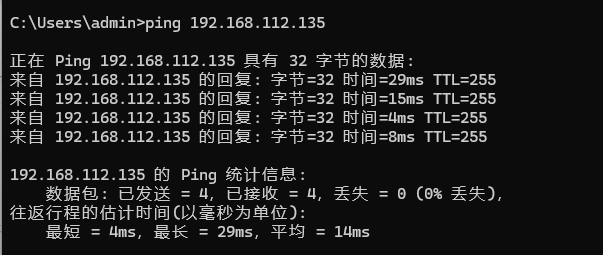 C:\Users\admin>ping 192.168.112.135
正在 Ping 192.168.112.135 具有 32 字节的数据:
来自 192.168.112.135 的回复: 字节=32 时间=29ms TTL=255
来自 192.168.112.135 的回复: 字节=32 时间=15ms TTL=255
来自 192.168.112.135 的回复: 字节=32 时间=4ms TTL=255
来自 192.168.112.135 的回复: 字节=32 时间=8ms TTL=255
192.168.112.135 的 Ping 统计信息:
数据包: 已发送 = 4, 已接收 = 4, 丢失 = 0 (0% 丢失),
往返行程的估计时间(以毫秒为单位):
最短 = 4ms, 最长 = 29ms, 平均 = 14ms